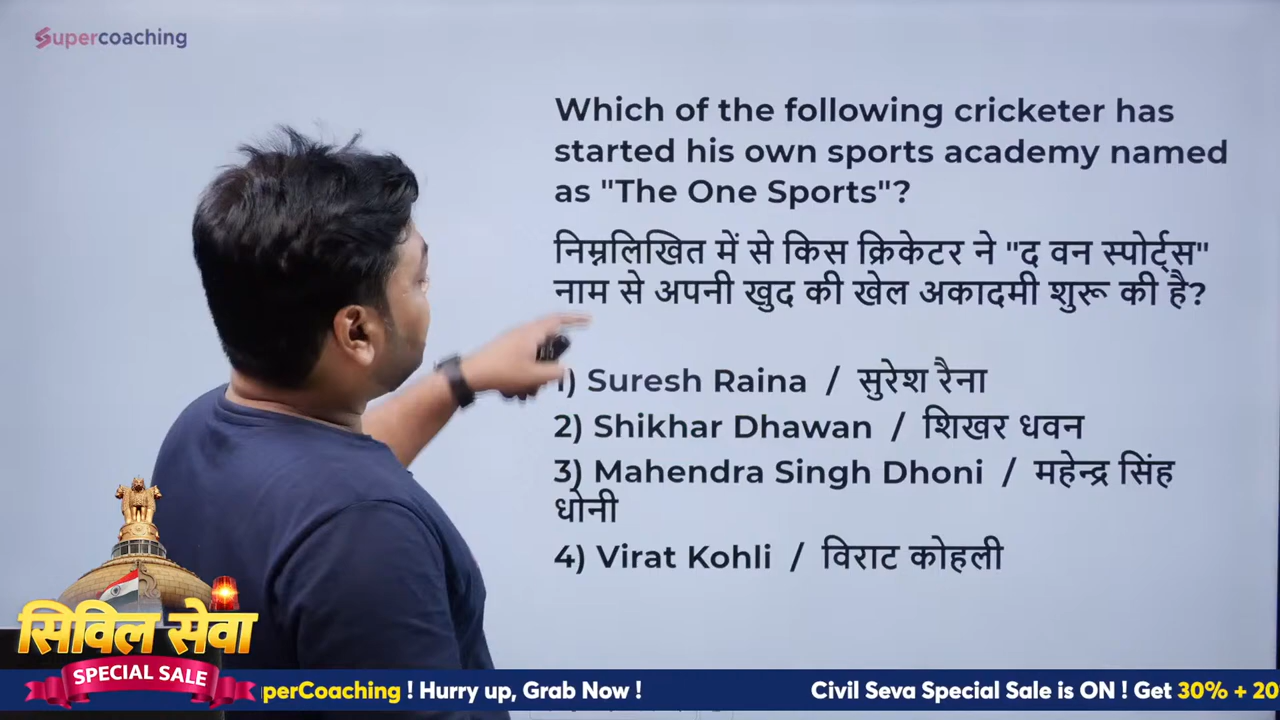 Supercoaching
Which of the following cricketer has
started his own sports academy named
as "The One Sports"?
निम्नलिखित में से किस क्रिकेटर ने "द वन स्पोर्ट्स"
नाम से अपनी खुद की खेल अकादमी शुरू की है?
1) Suresh Raina / सुरेश रैना
2) Shikhar Dhawan / शिखर धवन
3) Mahendra Singh Dhoni / महेन्द्र सिंह
धोनी
4) Virat Kohli / विराट कोहली
सिविल सेवा
SPECIAL SALE
perCoaching ! Hurry up, Grab Now ! Civil Seva Special Sale is ON ! Get 30% + 20